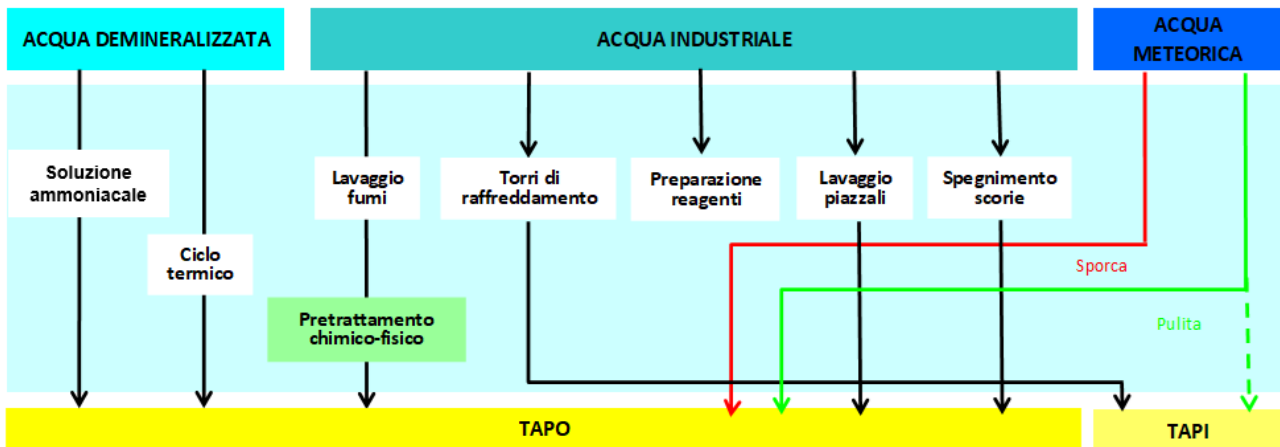 ACQUA DEMINERALIZZATA
ACQUA INDUSTRIALE
ACQUA
METEORICA
Soluzione
ammoniacale
Lavaggio
fumi
Torri di
raffreddamento
Preparazione
reagenti
Lavaggio
piazzali
Spegnimento
scorie
Ciclo
termico
Sporca
Pretrattamento
chimico-fisico
Pulita
TAPO
TAPI